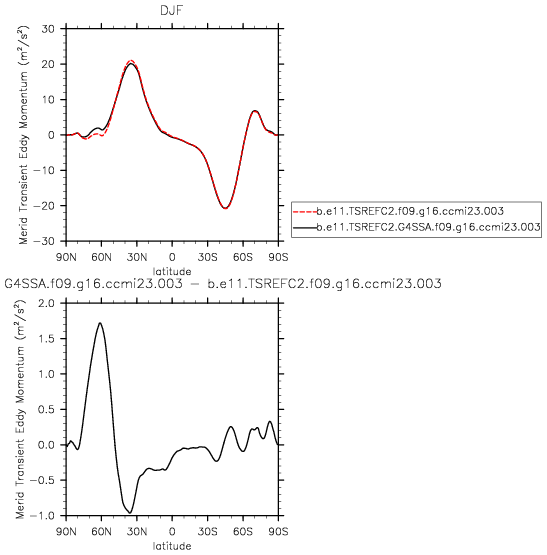 DJF
Merid Transient Eddy Momentum (m²/s²)
30
20
10
0
−10
−20
−30
90N 60N 30N 0 30S 60S 90S
latitude
b.e11.TSREFC2.f09.g16.ccmi23.003
b.e11.TSREFC2.G4SSA.f09.g16.ccmi23.003
G4SSA.f09.g16.ccmi23.003 − b.e11.TSREFC2.f09.g16.ccmi23.003
Merid Transient Eddy Momentum (m²/s²)
2.0
1.5
1.0
0.5
0.0
−0.5
−1.0
90N 60N 30N 0 30S 60S 90S
latitude